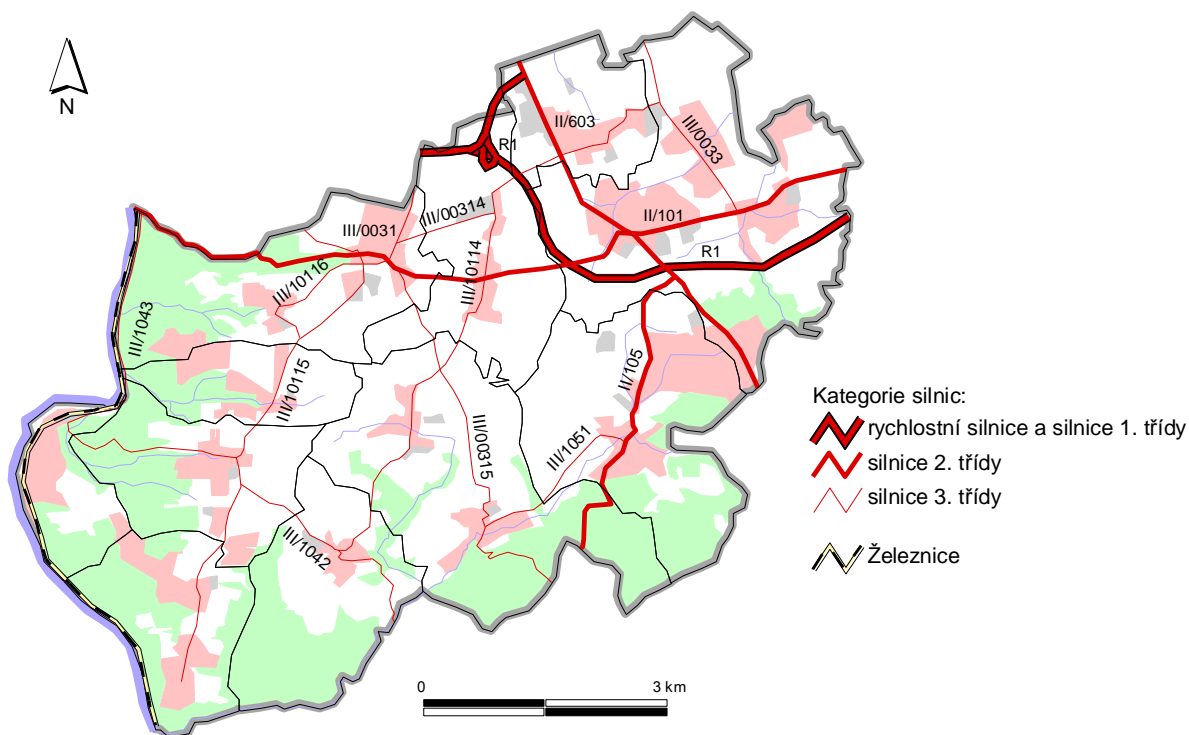 N
II/603
R1
III/0033
III/00314
III/0031
II/101
R1
III/10114
III/10116
III/1043
II/105
III/10115
III/00315
III/1051
III/1042
Kategorie silnic:
rychlostní silnice a silnice 1. třídy
silnice 2. třídy
silnice 3. třídy
Železnice
0 3 km